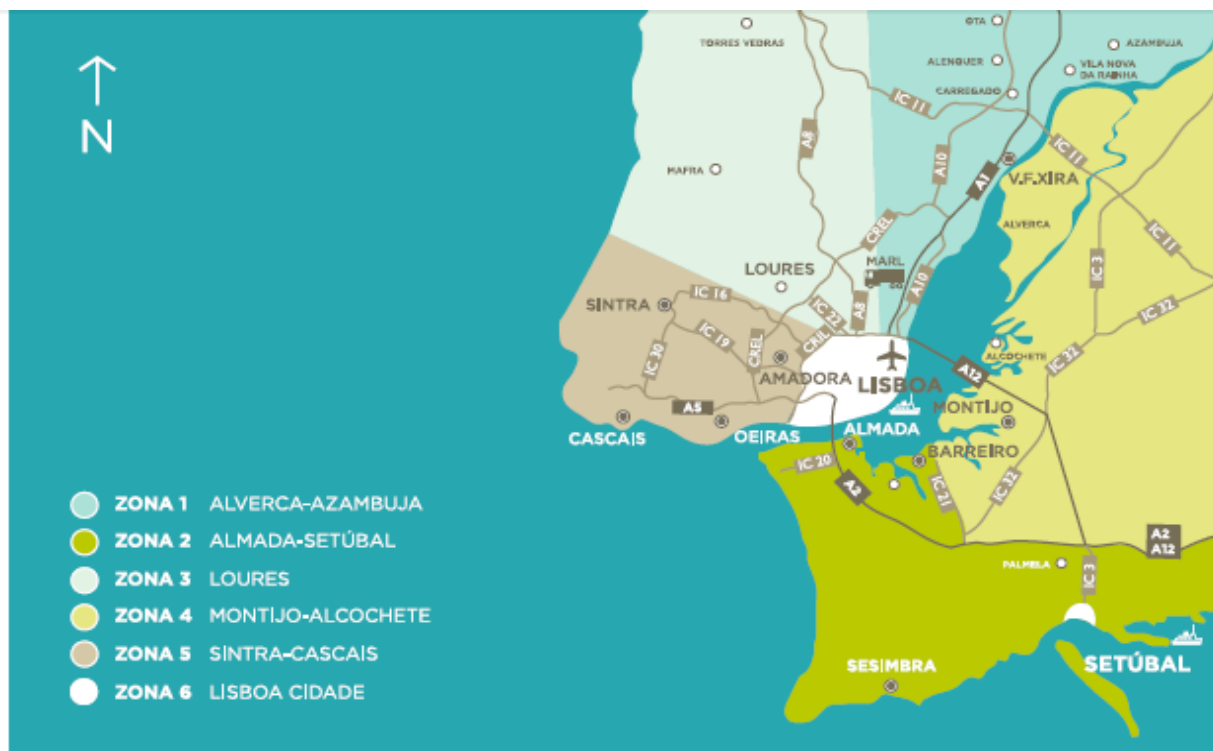 OTA
TORRES VEDRAS
AZAMBUJA
ALENQUER
VILA NOVA
DA RAINHA
CARREGADO
IC 11
A8
A10
IC 11
N
A1
MAFRA
V.F.XIRA
ALVERCA
CREL
IC 11
IC 3
MARL
LOURES
A10
IC 16
SINTRA
IC 22
A8
IC 32
IC 19
CREL
CRIL
IC 30
ALCOCHETE
IC 32
AMADORA
A12
LISBOA
A5
MONTIJO
CASCAIS
OEIRAS
ALMADA
BARREIRO
IC 20
A2
IC 21
IC 32
ZONA 1 ALVERCA-AZAMBUJA
ZONA 2 ALMADA-SETÚBAL
A2
A12
PALMELA
IC 3
ZONA 3 LOURES
ZONA 4 MONTIJO-ALCOCHETE
ZONA 5 SINTRA-CASCAIS
SESIMBRA
SETÚBAL
ZONA 6 LISBOA CIDADE